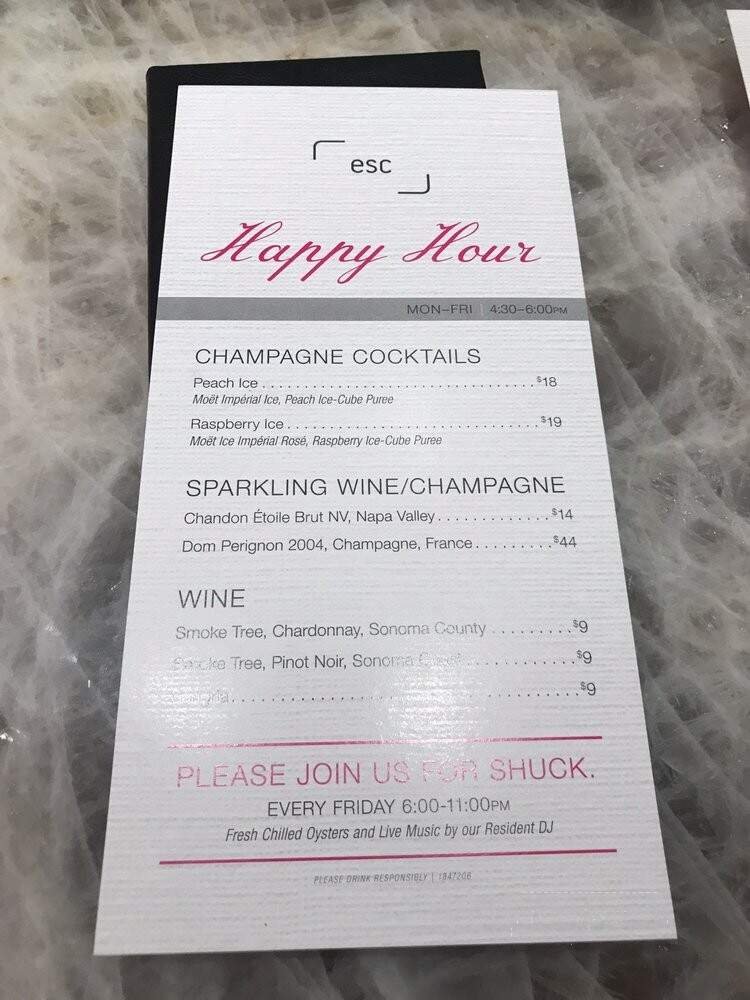 esc
Happy Hour
MON–FRI | 4:30–6:00PM
CHAMPAGNE COCKTAILS
Peach Ice . . . . . . . . . . . . . . . . . . . . . . . . . . . . . . . . . . $18
Moët Impérial Ice, Peach Ice-Cube Puree
Raspberry Ice . . . . . . . . . . . . . . . . . . . . . . . . . . . . . . $19
Moët Ice Impérial Rosé, Raspberry Ice-Cube Puree
SPARKLING WINE/CHAMPAGNE
Chandon Étoile Brut NV, Napa Valley . . . . . . . . . . . . . $14
Dom Perignon 2004, Champagne, France . . . . . . . . . $44
WINE
Smoke Tree, Chardonnay, Sonoma County . . . . . . . . . $9
Smoke Tree, Pinot Noir, Sonoma . . . . . . . . . . . . $9
. . . . . . . . . . . . . . . . . . . . . . . . . . . . . . . . . . . . . . . $9
PLEASE JOIN US FOR SHUCK.
EVERY FRIDAY 6:00-11:00PM
Fresh Chilled Oysters and Live Music by our Resident DJ
PLEASE DRINK RESPONSIBLY | 1847206